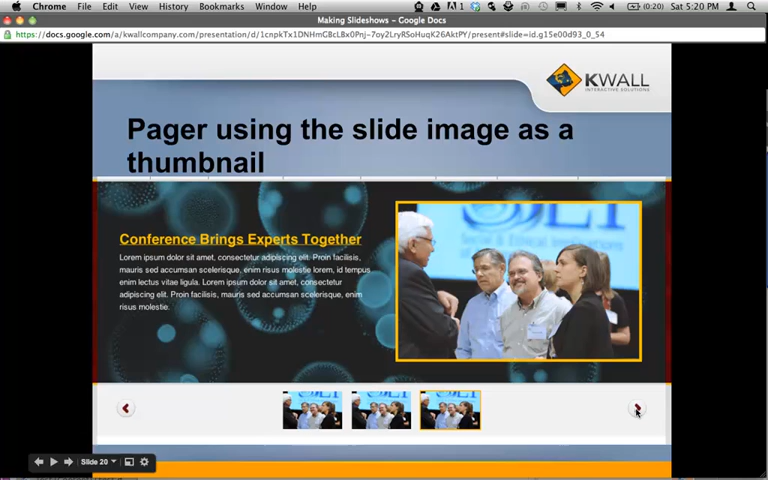 Chrome File Edit View History Bookmarks Window Help
(0:20) Sat 5:20 PM
Making Slideshows – Google Docs
https://docs.google.com/a/kwallcompany.com/presentation/d/1cnpkTx1DNHmGBcLBx0Pnj-7oy2LryRSoHuqK26AktPY/present#slide=id.g15e00d93_0_54
KWALL
INTERACTIVE SOLUTIONS
Pager using the slide image as a
thumbnail
Conference Brings Experts Together
Lorem ipsum dolor sit amet, consectetur adipiscing elit. Proin facilisis,
mauris sed accumsan scelerisque, enim risus molestie lorem, id tempus
enim lectus vitae ligula. Lorem ipsum dolor sit amet, consectetur
adipiscing elit. Proin facilisis, mauris sed accumsan scelerisque, enim
risus molestie.
Slide 20